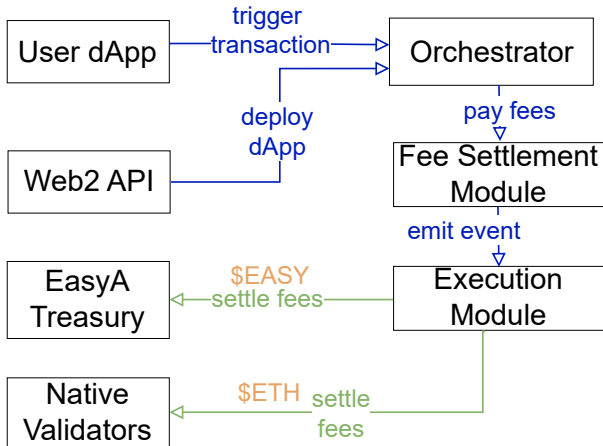 trigger
transaction
User dApp
Orchestrator
deploy
dApp
pay fees
Web2 API
Fee Settlement
Module
emit event
EasyA
Treasury
$EASY
settle fees
Execution
Module
Native
Validators
$ETH
settle
fees